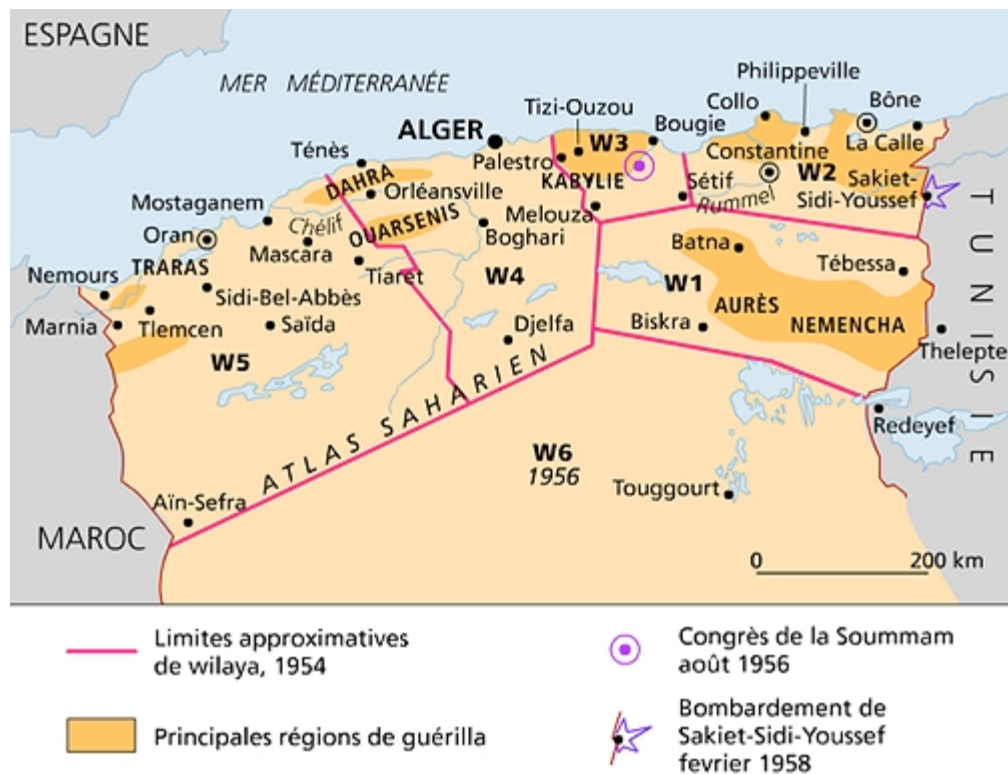 ESPAGNE
MER MÉDITERRANÉE
Philippeville
Tizi-Ouzou
Collo
Bône
ALGER
Bougie
W3
Ténès
Palestro
Constantine
La Calle
DAHRA
KABYLIE
W2
Orléansville
Sétif
Sakiet-
Sidi-Youssef
Mostaganem
Rummel
Chélif
OUARSENIS
Melouza
Oran
Mascara
Boghari
Batna
TRARAS
Tiaret
Tébessa
Nemours
W4
W1
Sidi-Bel-Abbès
AURÈS
Marnia
Tlemcen
Saïda
Djelfa
Biskra
NEMENCHA
Thelepte
W5
ATLAS SAHARIEN
Redeyef
TUNISIE
W6
1956
Touggourt
Aïn-Sefra
MAROC
0 200 km
Limites approximatives
de wilaya, 1954
Congrès de la Soummam
août 1956
Principales régions de guérilla
Bombardement de
Sakiet-Sidi-Youssef
fevrier 1958